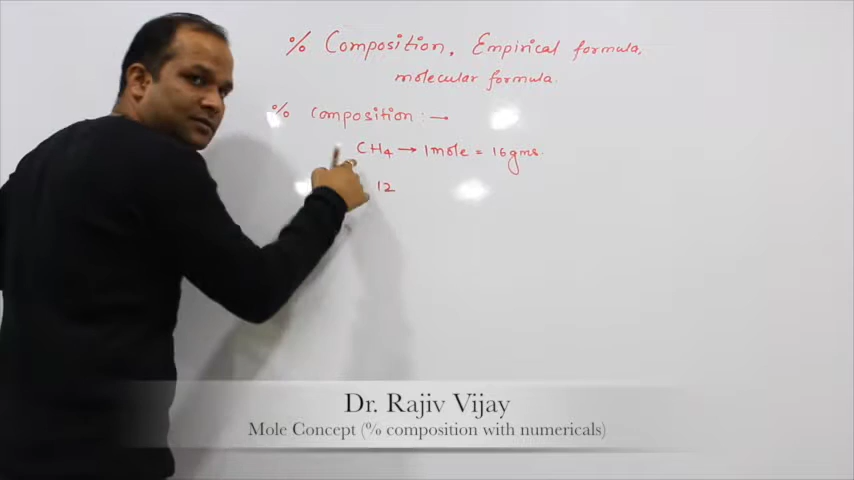 % Composition, Empirical formula,
molecular formula.
% Composition :→
CH₄ → 1mole = 16gms.
12
Dr. Rajiv Vijay
Mole Concept (% composition with numericals)